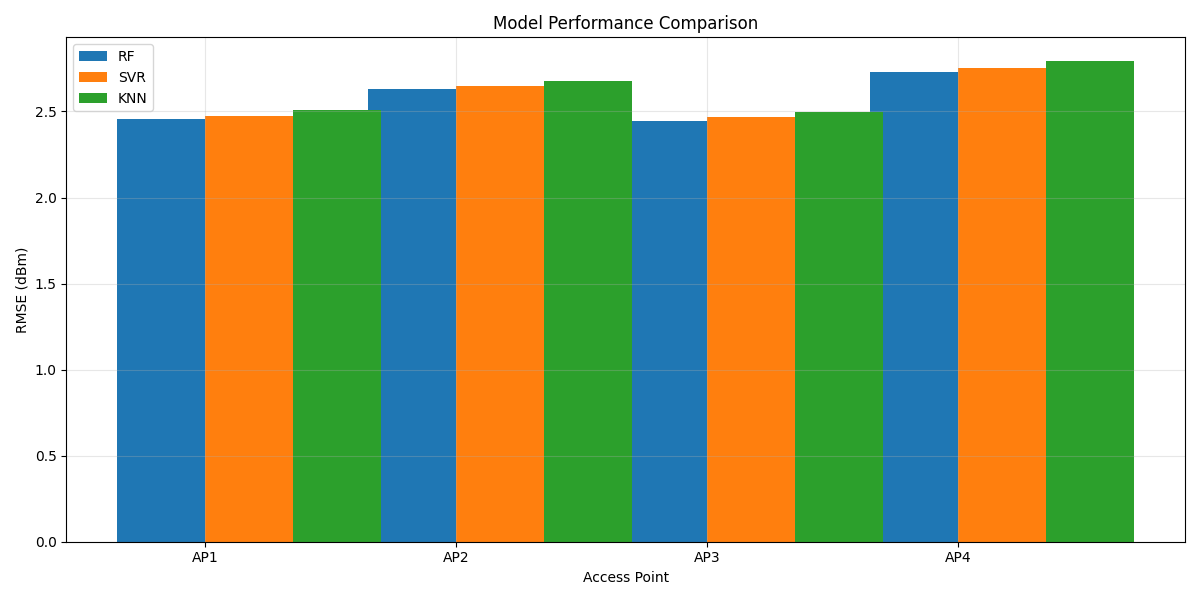 Model Performance Comparison
RF
SVR
KNN
2.5
2.0
1.5
1.0
0.5
0.0
RMSE (dBm)
AP1 AP2 AP3 AP4
Access Point